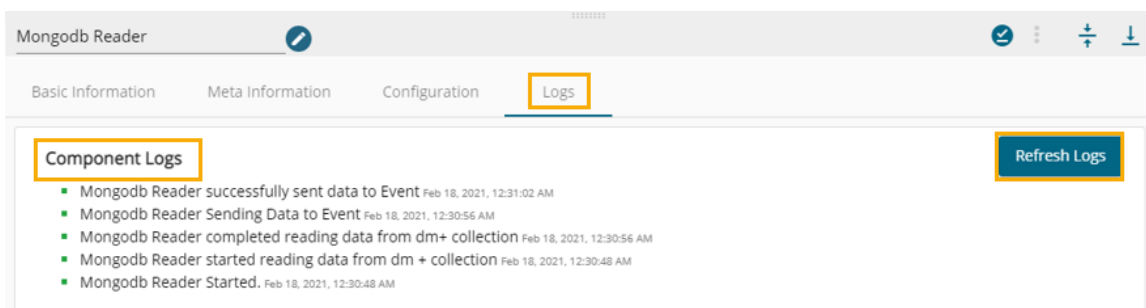 Mongodb Reader
Basic Information Meta Information Configuration Logs
Component Logs Refresh Logs
Mongodb Reader successfully sent data to Event Feb 18, 2021, 12:31:02 AM
Mongodb Reader Sending Data to Event Feb 18, 2021, 12:30:56 AM
Mongodb Reader completed reading data from dm+ collection Feb 18, 2021, 12:30:56 AM
Mongodb Reader started reading data from dm + collection Feb 18, 2021, 12:30:48 AM
Mongodb Reader Started. Feb 18, 2021, 12:30:48 AM